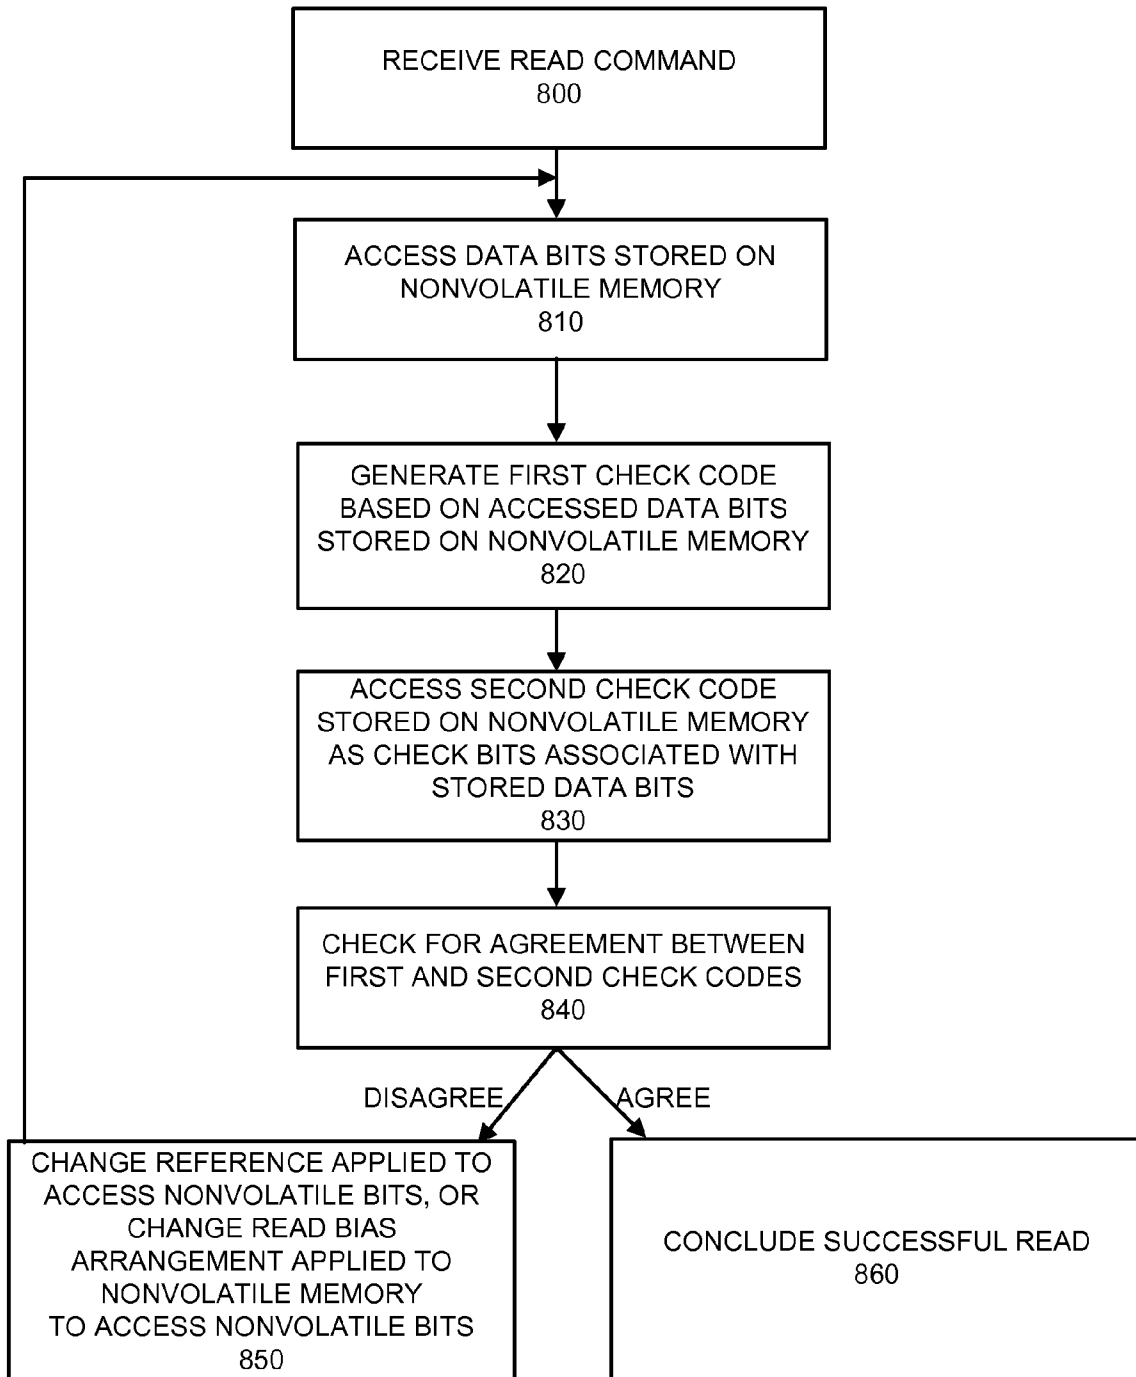 RECEIVE READ COMMAND
800
ACCESS DATA BITS STORED ON
NONVOLATILE MEMORY
810
GENERATE FIRST CHECK CODE
BASED ON ACCESSED DATA BITS
STORED ON NONVOLATILE MEMORY
820
ACCESS SECOND CHECK CODE
STORED ON NONVOLATILE MEMORY
AS CHECK BITS ASSOCIATED WITH
STORED DATA BITS
830
CHECK FOR AGREEMENT BETWEEN
FIRST AND SECOND CHECK CODES
840
DISAGREE
AGREE
CHANGE REFERENCE APPLIED TO
ACCESS NONVOLATILE BITS, OR
CHANGE READ BIAS
ARRANGEMENT APPLIED TO
NONVOLATILE MEMORY
TO ACCESS NONVOLATILE BITS
850
CONCLUDE SUCCESSFUL READ
860